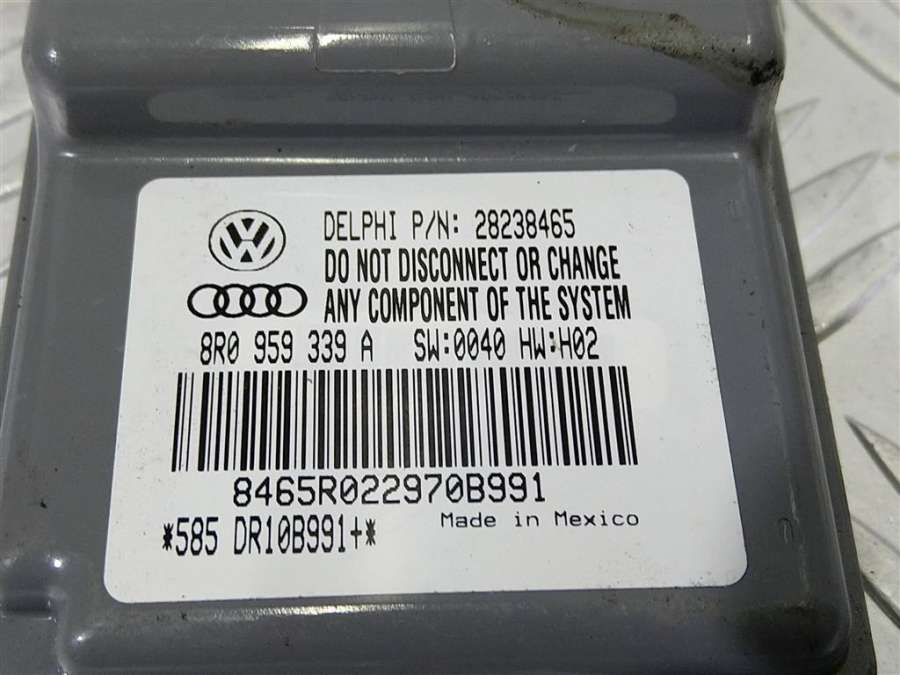 DELPHI P/N: 28238465
DO NOT DISCONNECT OR CHANGE
ANY COMPONENT OF THE SYSTEM
8R0 959 339 A SW:0040 HW:H02
8465R022970B991
Made in Mexico
*585 DR10B991+*